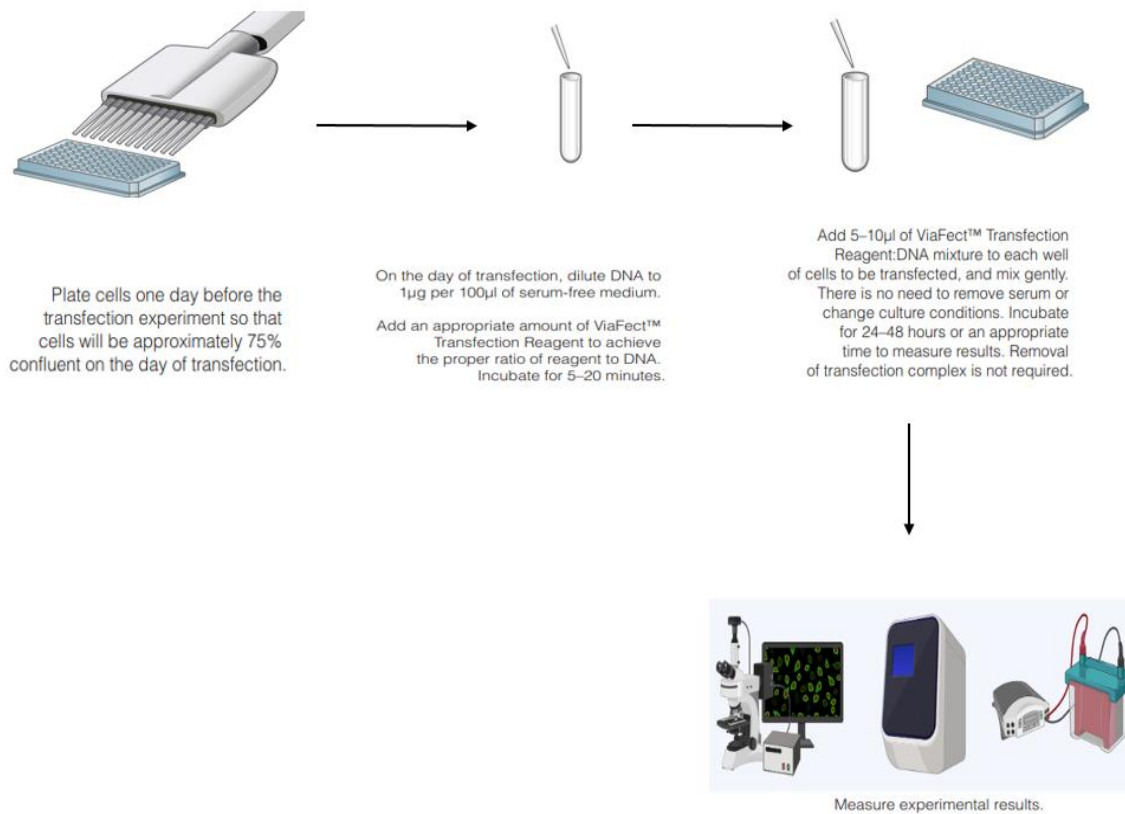 Plate cells one day before the
transfection experiment so that
cells will be approximately 75%
confluent on the day of transfection.
On the day of transfection, dilute DNA to
1µg per 100µl of serum-free medium.
Add an appropriate amount of ViaFect™
Transfection Reagent to achieve
the proper ratio of reagent to DNA.
Incubate for 5–20 minutes.
Add 5–10µl of ViaFect™ Transfection
Reagent:DNA mixture to each well
of cells to be transfected, and mix gently.
There is no need to remove serum or
change culture conditions. Incubate
for 24–48 hours or an appropriate
time to measure results. Removal
of transfection complex is not required.
Measure experimental results.